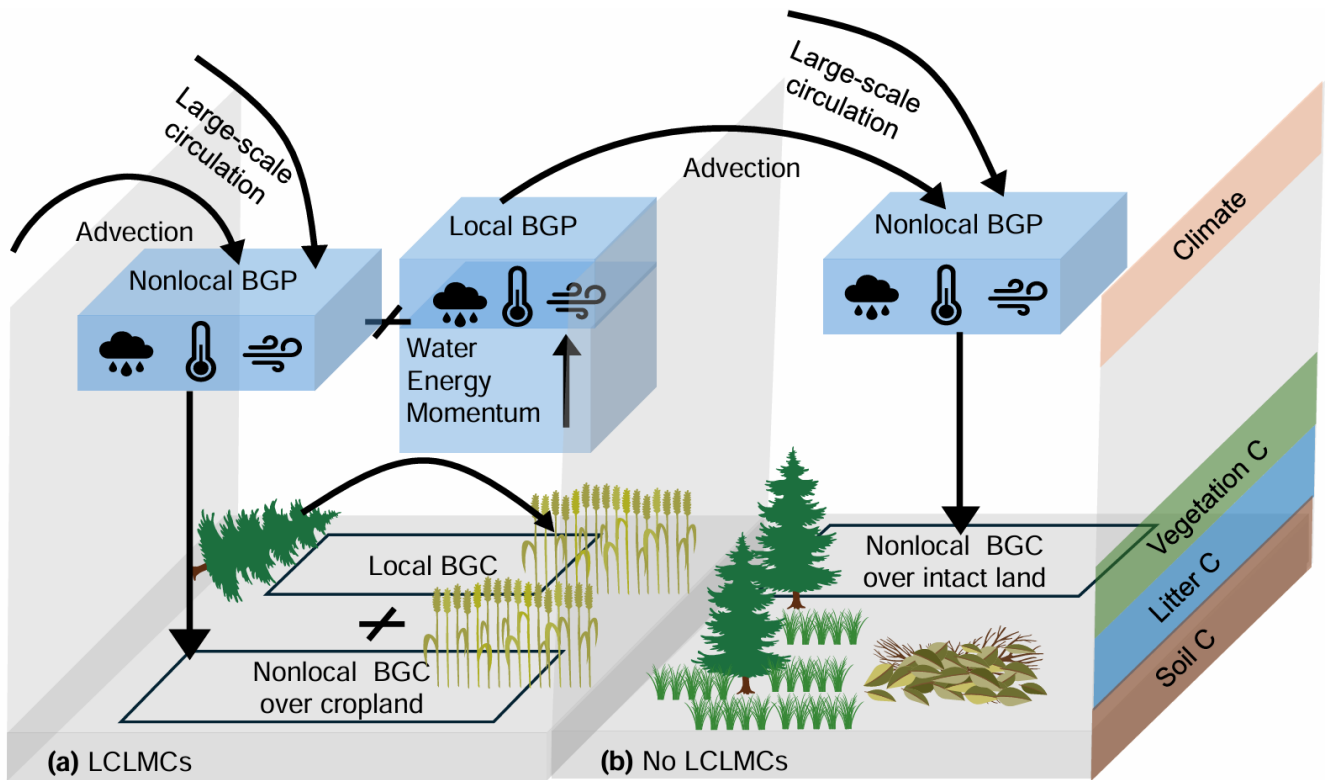 Large-scale
circulation
Advection
Nonlocal BGP
Local BGP
Water
Energy
Momentum
Local BGC
Nonlocal BGC
over cropland
(a) LCLMCs
Large-scale
circulation
Advection
Nonlocal BGP
Nonlocal BGC
over intact land
(b) No LCLMCs
Climate
Vegetation C
Litter C
Soil C